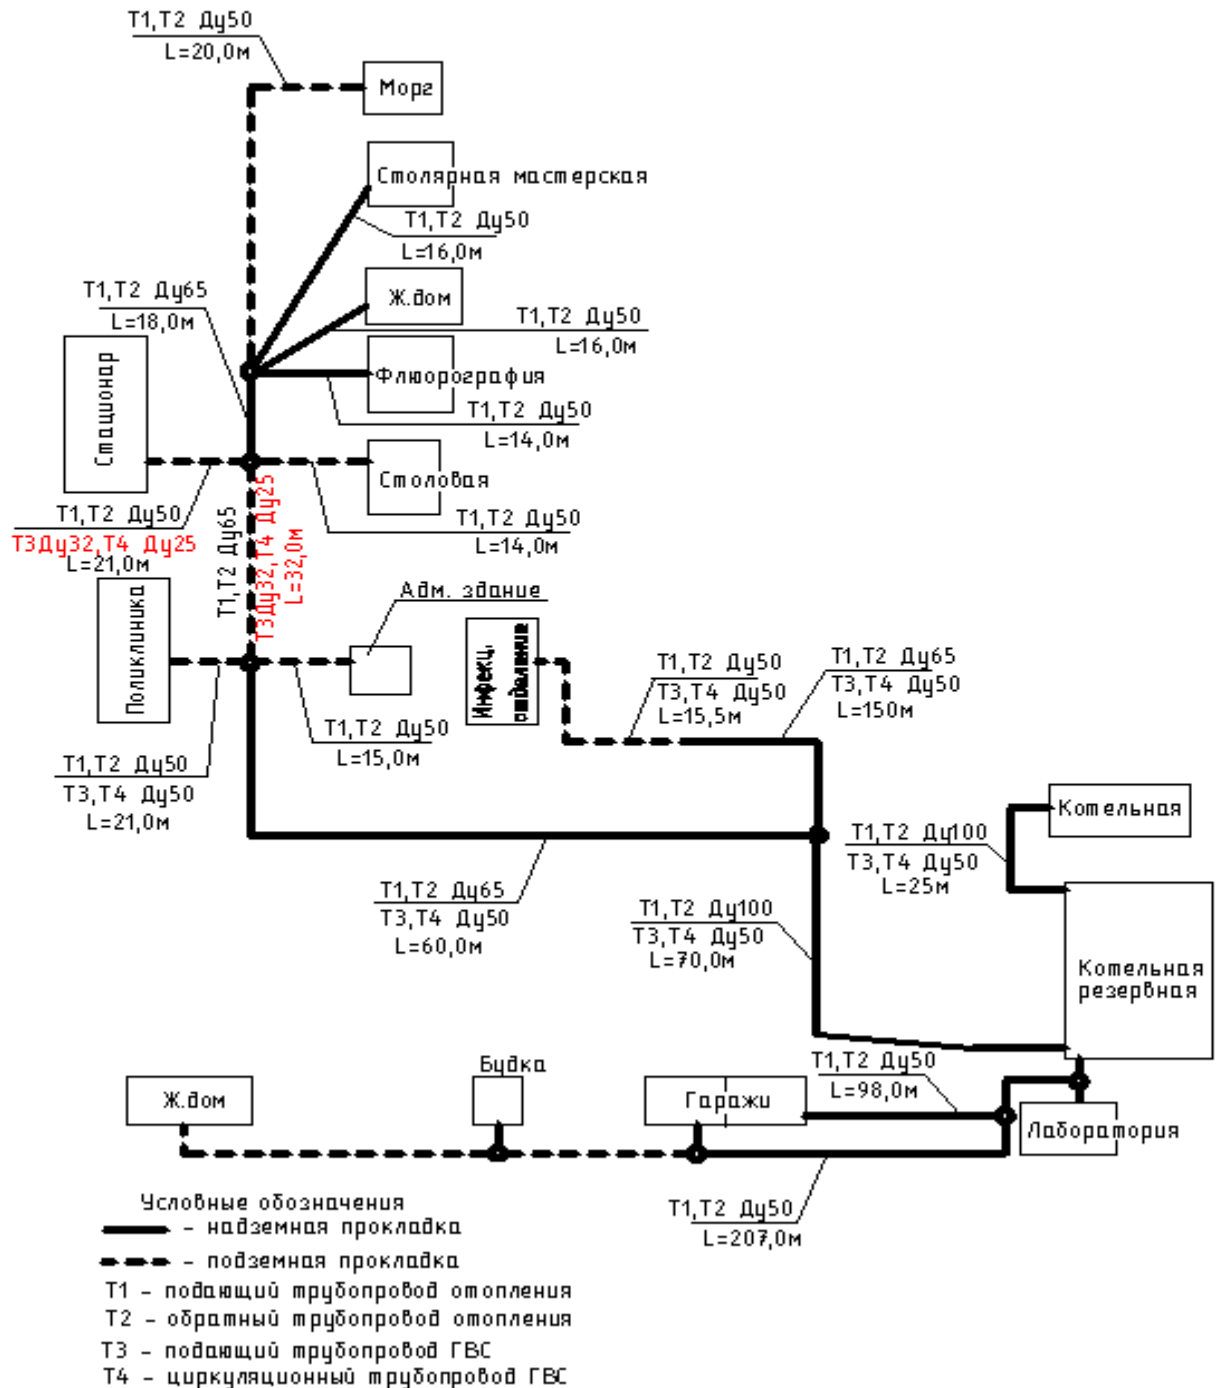 Т1,Т2 Ду50
L=20,0м
Морг
Столярная мастерская
Т1,Т2 Ду50
L=16,0м
Т1,Т2 Ду65
L=18,0м
Ж.дом
Т1,Т2 Ду50
L=16,0м
Стационар
Флюорография
Т1,Т2 Ду50
L=14,0м
Столовая
Т1,Т2 Ду50
L=14,0м
Т1,Т2 Ду50
Т3Ду32,Т4 Ду25
L=21,0м
Т1,Т2 Ду65
Т3Ду32,Т4 Ду25
L=32,0м
Поликлиника
Адм. здание
Инфекц.
отделение
Т1,Т2 Ду50
Т3,Т4 Ду50
L=15,5м
Т1,Т2 Ду65
Т3,Т4 Ду50
L=150м
Т1,Т2 Ду50
L=15,0м
Т1,Т2 Ду50
Т3,Т4 Ду50
L=21,0м
Котельная
Т1,Т2 Ду100
Т3,Т4 Ду50
L=25м
Т1,Т2 Ду65
Т3,Т4 Ду50
L=60,0м
Т1,Т2 Ду100
Т3,Т4 Ду50
L=70,0м
Котельная
резервная
Будка
Т1,Т2 Ду50
L=98,0м
Ж.дом
Гаражи
Лаборатория
Т1,Т2 Ду50
L=207,0м
Условные обозначения
- надземная прокладка
- подземная прокладка
Т1 - подающий трубопровод отопления
Т2 - обратный трубопровод отопления
Т3 - подающий трубопровод ГВС
Т4 - циркуляционный трубопровод ГВС